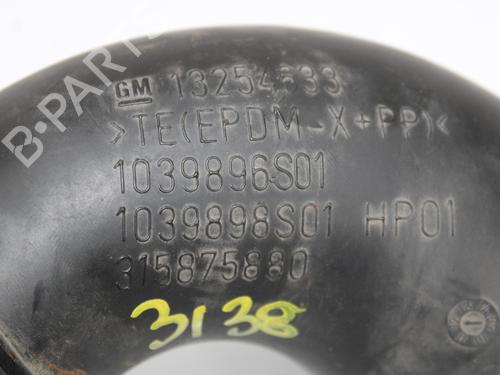 GM 13254633
>TE(EPDM-X+PP)<
1039896S01
1039898S01 HP01
315875880
3138
B-PARTS